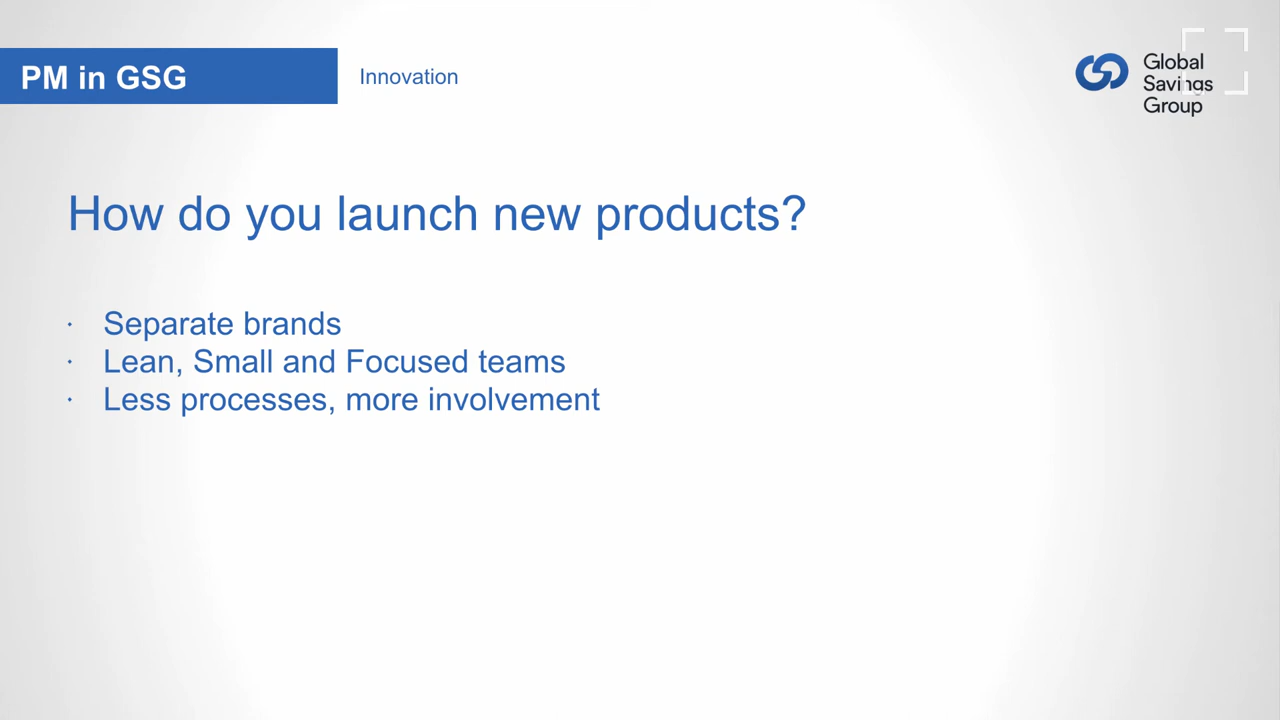 PM in GSG
Innovation
Global
Savings
Group
How do you launch new products?
· Separate brands
· Lean, Small and Focused teams
· Less processes, more involvement